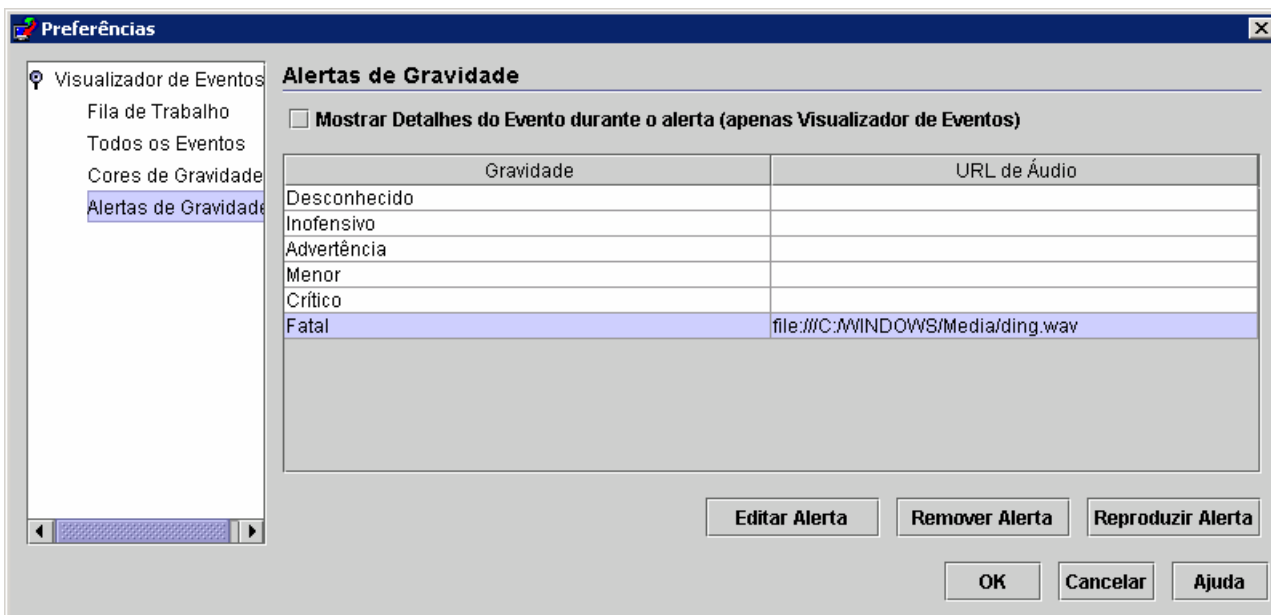 Preferências
Visualizador de Eventos
Fila de Trabalho
Todos os Eventos
Cores de Gravidade
Alertas de Gravidade
Alertas de Gravidade
Mostrar Detalhes do Evento durante o alerta (apenas Visualizador de Eventos)
Gravidade URL de Áudio
Desconhecido
Inofensivo
Advertência
Menor
Crítico
Fatal file:///C:/WINDOWS/Media/ding.wav
Editar Alerta Remover Alerta Reproduzir Alerta
OK Cancelar Ajuda